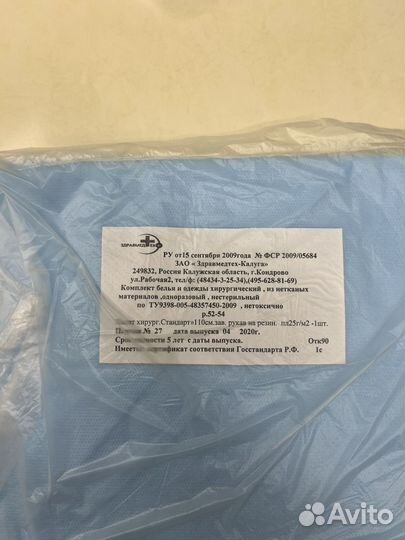 ЗДРАВМЕДТЕХ
РУ от15 сентября 2009года № ФСР 2009/05684
ЗАО «Здравмедтех-Калуга»
249832, Россия Калужская область, г.Кондрово
ул.Рабочая2, тел/ф: (48434-3-25-34),(495-628-81-69)
Комплект белья и одежды хирургический , из нетканых
материалов ,одноразовый , нестерильный
по ТУ9398-005-48357450-2009 , нетоксично
р.52-54
хирург.Стандарт»110см.зав. рукав на резин. пл25г/м2 -1шт.
№ 27 дата выпуска 04 2020г.
Срок годности 5 лет с даты выпуска. Отк90
Имеется сертификат соответствия Госстандарта Р.Ф. 1с
Avito